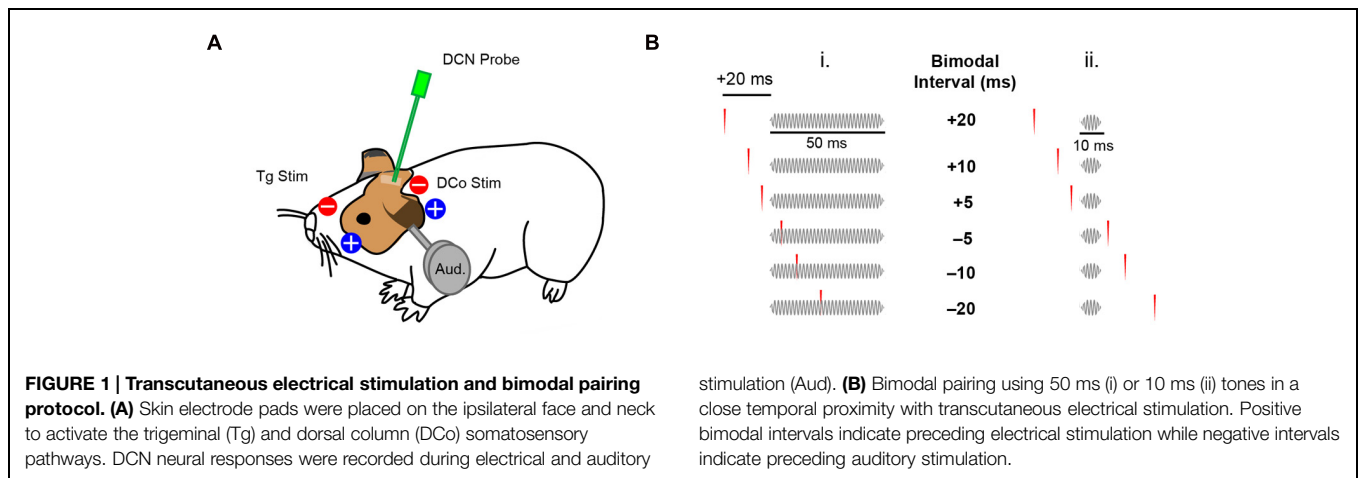 A
DCN Probe
Tg Stim
DCo Stim
Aud.
B
i.
Bimodal
Interval (ms)
ii.
+20 ms
+20
50 ms
10 ms
+10
+5
–5
–10
–20
FIGURE 1 | Transcutaneous electrical stimulation and bimodal pairing
protocol. (A) Skin electrode pads were placed on the ipsilateral face and neck
to activate the trigeminal (Tg) and dorsal column (DCo) somatosensory
pathways. DCN neural responses were recorded during electrical and auditory
stimulation (Aud). (B) Bimodal pairing using 50 ms (i) or 10 ms (ii) tones in a
close temporal proximity with transcutaneous electrical stimulation. Positive
bimodal intervals indicate preceding electrical stimulation while negative intervals
indicate preceding auditory stimulation.